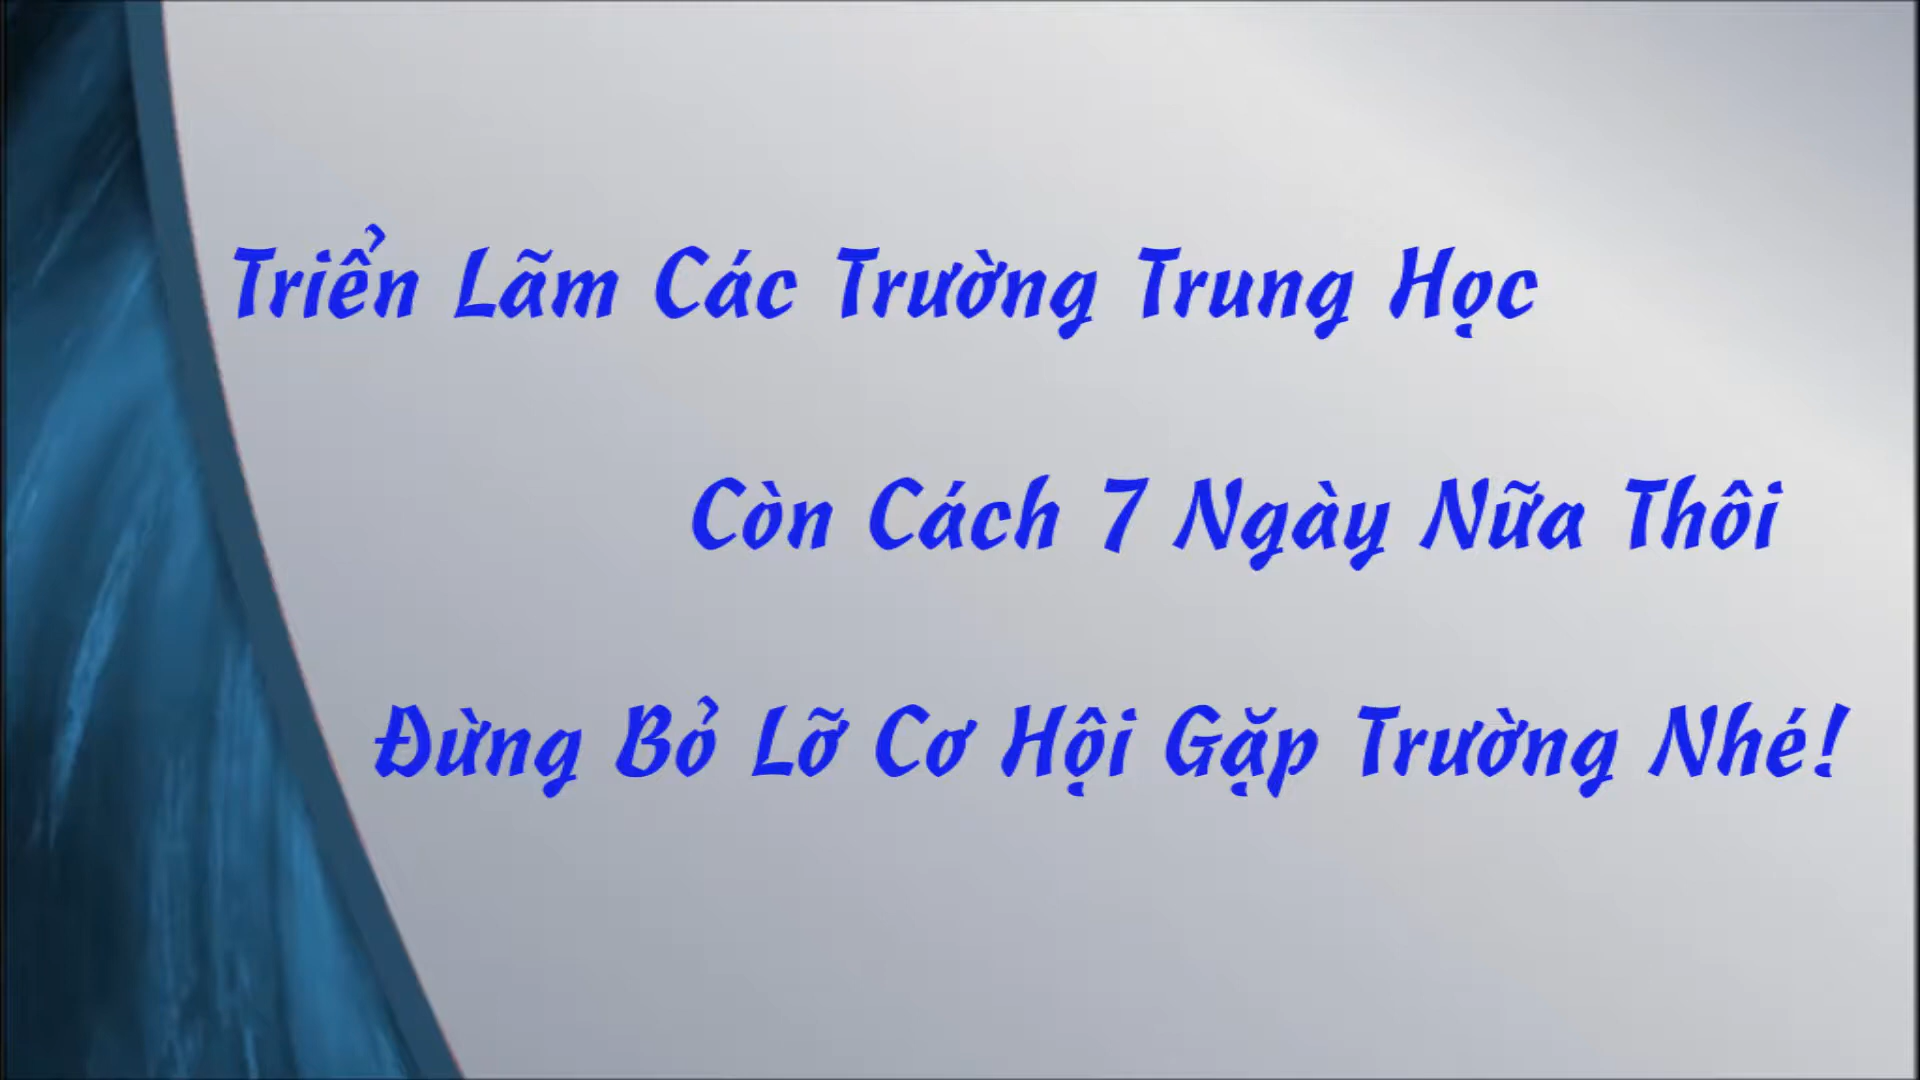 Triển Lãm Các Trường Trung Học
Còn Cách 7 Ngày Nữa Thôi
Đừng Bỏ Lỡ Cơ Hội Gặp Trường Nhé!